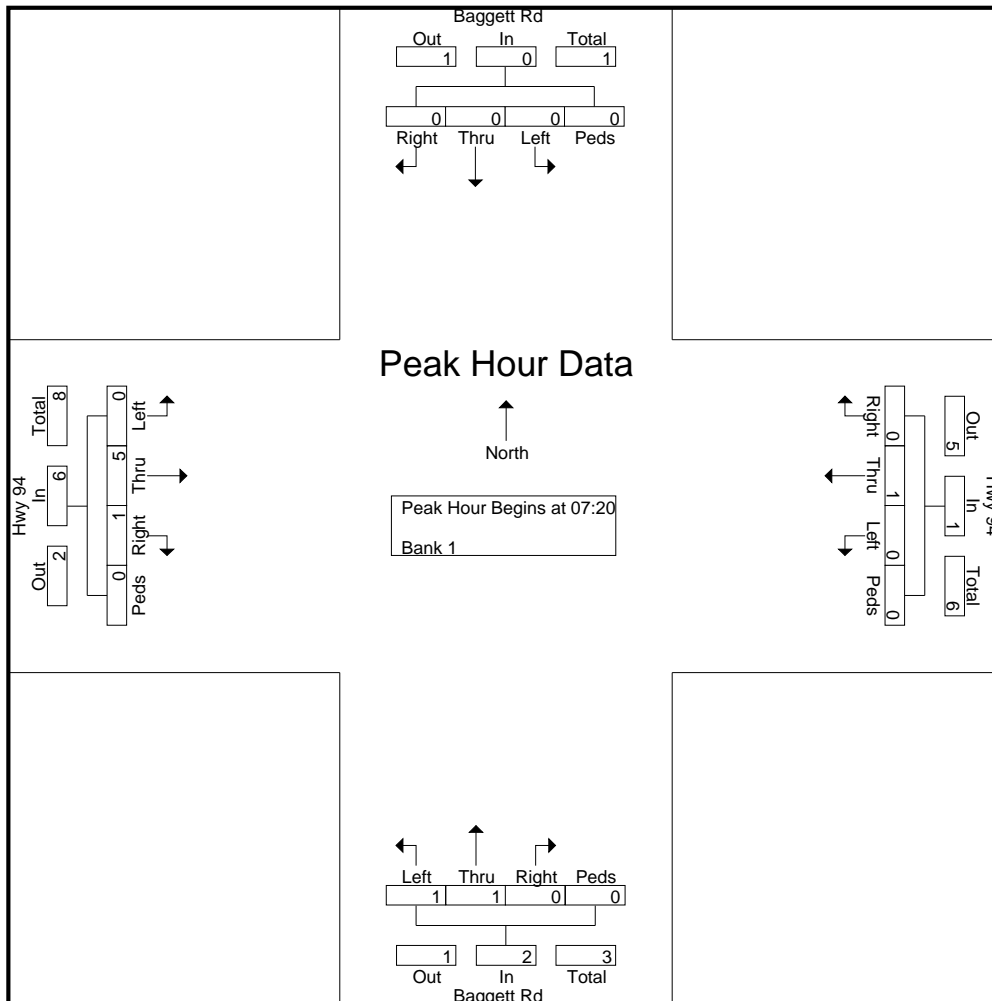 Baggett Rd
Out In Total
1 0 1
0 0 0 0
Right Thru Left Peds
Peak Hour Data
North
Peak Hour Begins at 07:20
Bank 1
Hwy 94
Out In Total
2 6 8
0 1 5 0
Peds Right Thru Left
Hwy 94
Out In Total
5 1 6
0 1 0 0
Right Thru Left Peds
Left Thru Right Peds
1 1 0 0
1 2 3
Out In Total
Baggett Rd